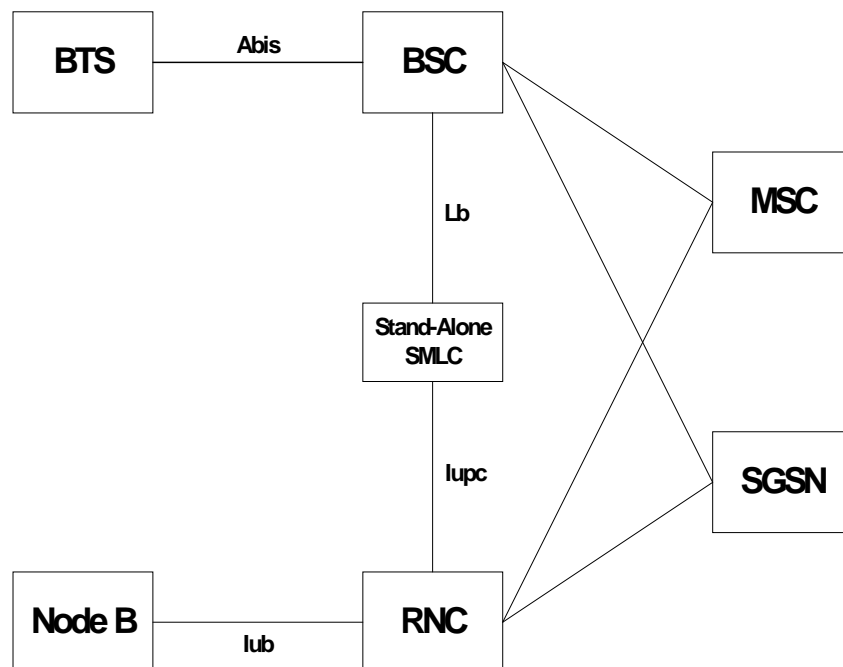 BTS
Abis
BSC
MSC
Lb
Stand-Alone
SMLC
Iupc
SGSN
Node B
Iub
RNC